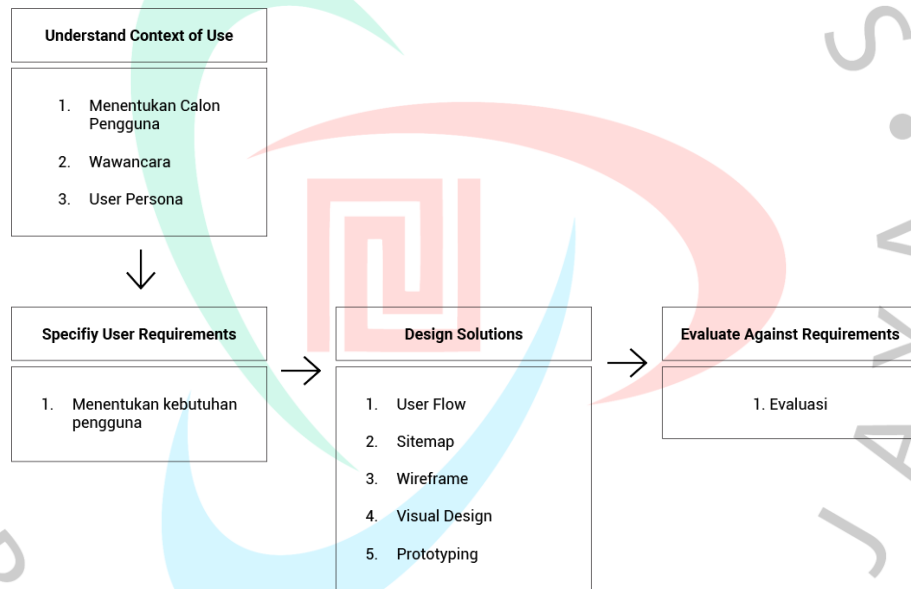 Understand Context of Use
1. Menentukan Calon
Pengguna
2. Wawancara
3. User Persona
Specifiy User Requirements
1. Menentukan kebutuhan
pengguna
Design Solutions
1. User Flow
2. Sitemap
3. Wireframe
4. Visual Design
5. Prototyping
Evaluate Against Requirements
1. Evaluasi
J A Y A • S